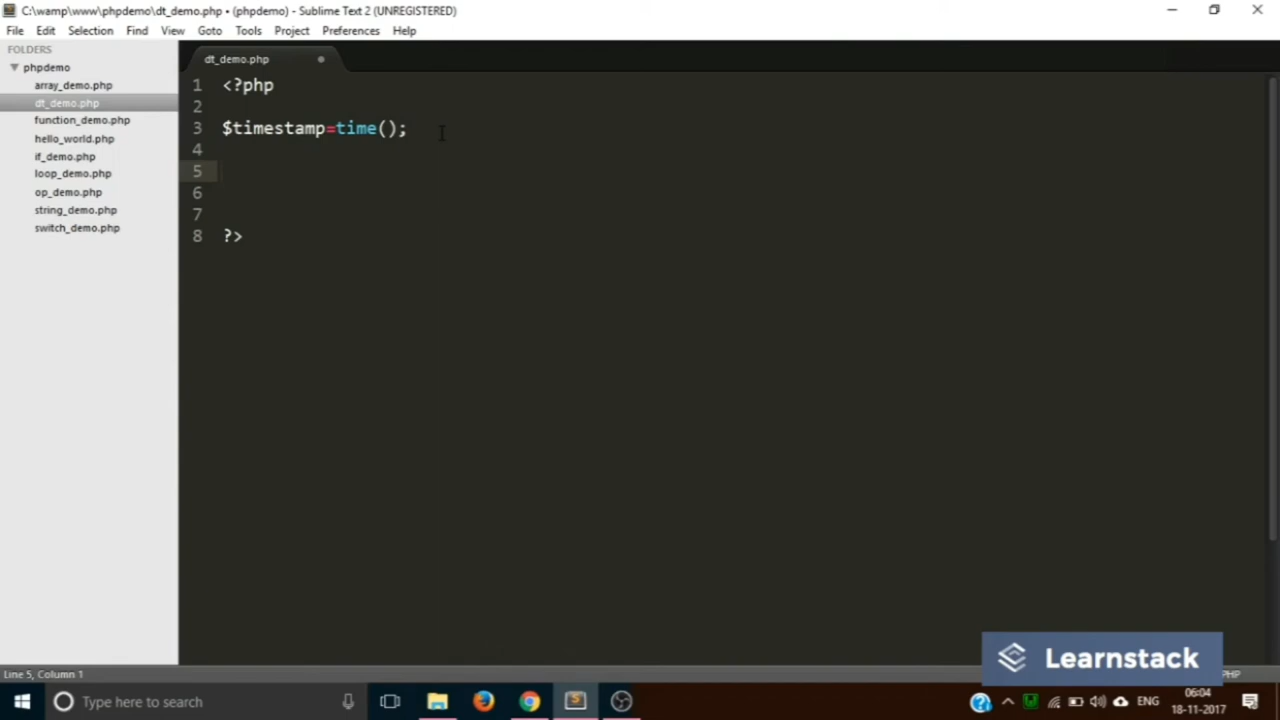 C:\wamp\www\phpdemo\dt_demo.php • (phpdemo) - Sublime Text 2 (UNREGISTERED)
File Edit Selection Find View Goto Tools Project Preferences Help
FOLDERS
phpdemo
array_demo.php
dt_demo.php
function_demo.php
hello_world.php
if_demo.php
loop_demo.php
op_demo.php
string_demo.php
switch_demo.php
dt_demo.php
1 <?php
2
3 $timestamp=time();
4
5
6
7
8 ?>
Learnstack
Line 5, Column 1
PHP
Type here to search
ENG
06:04
18-11-2017